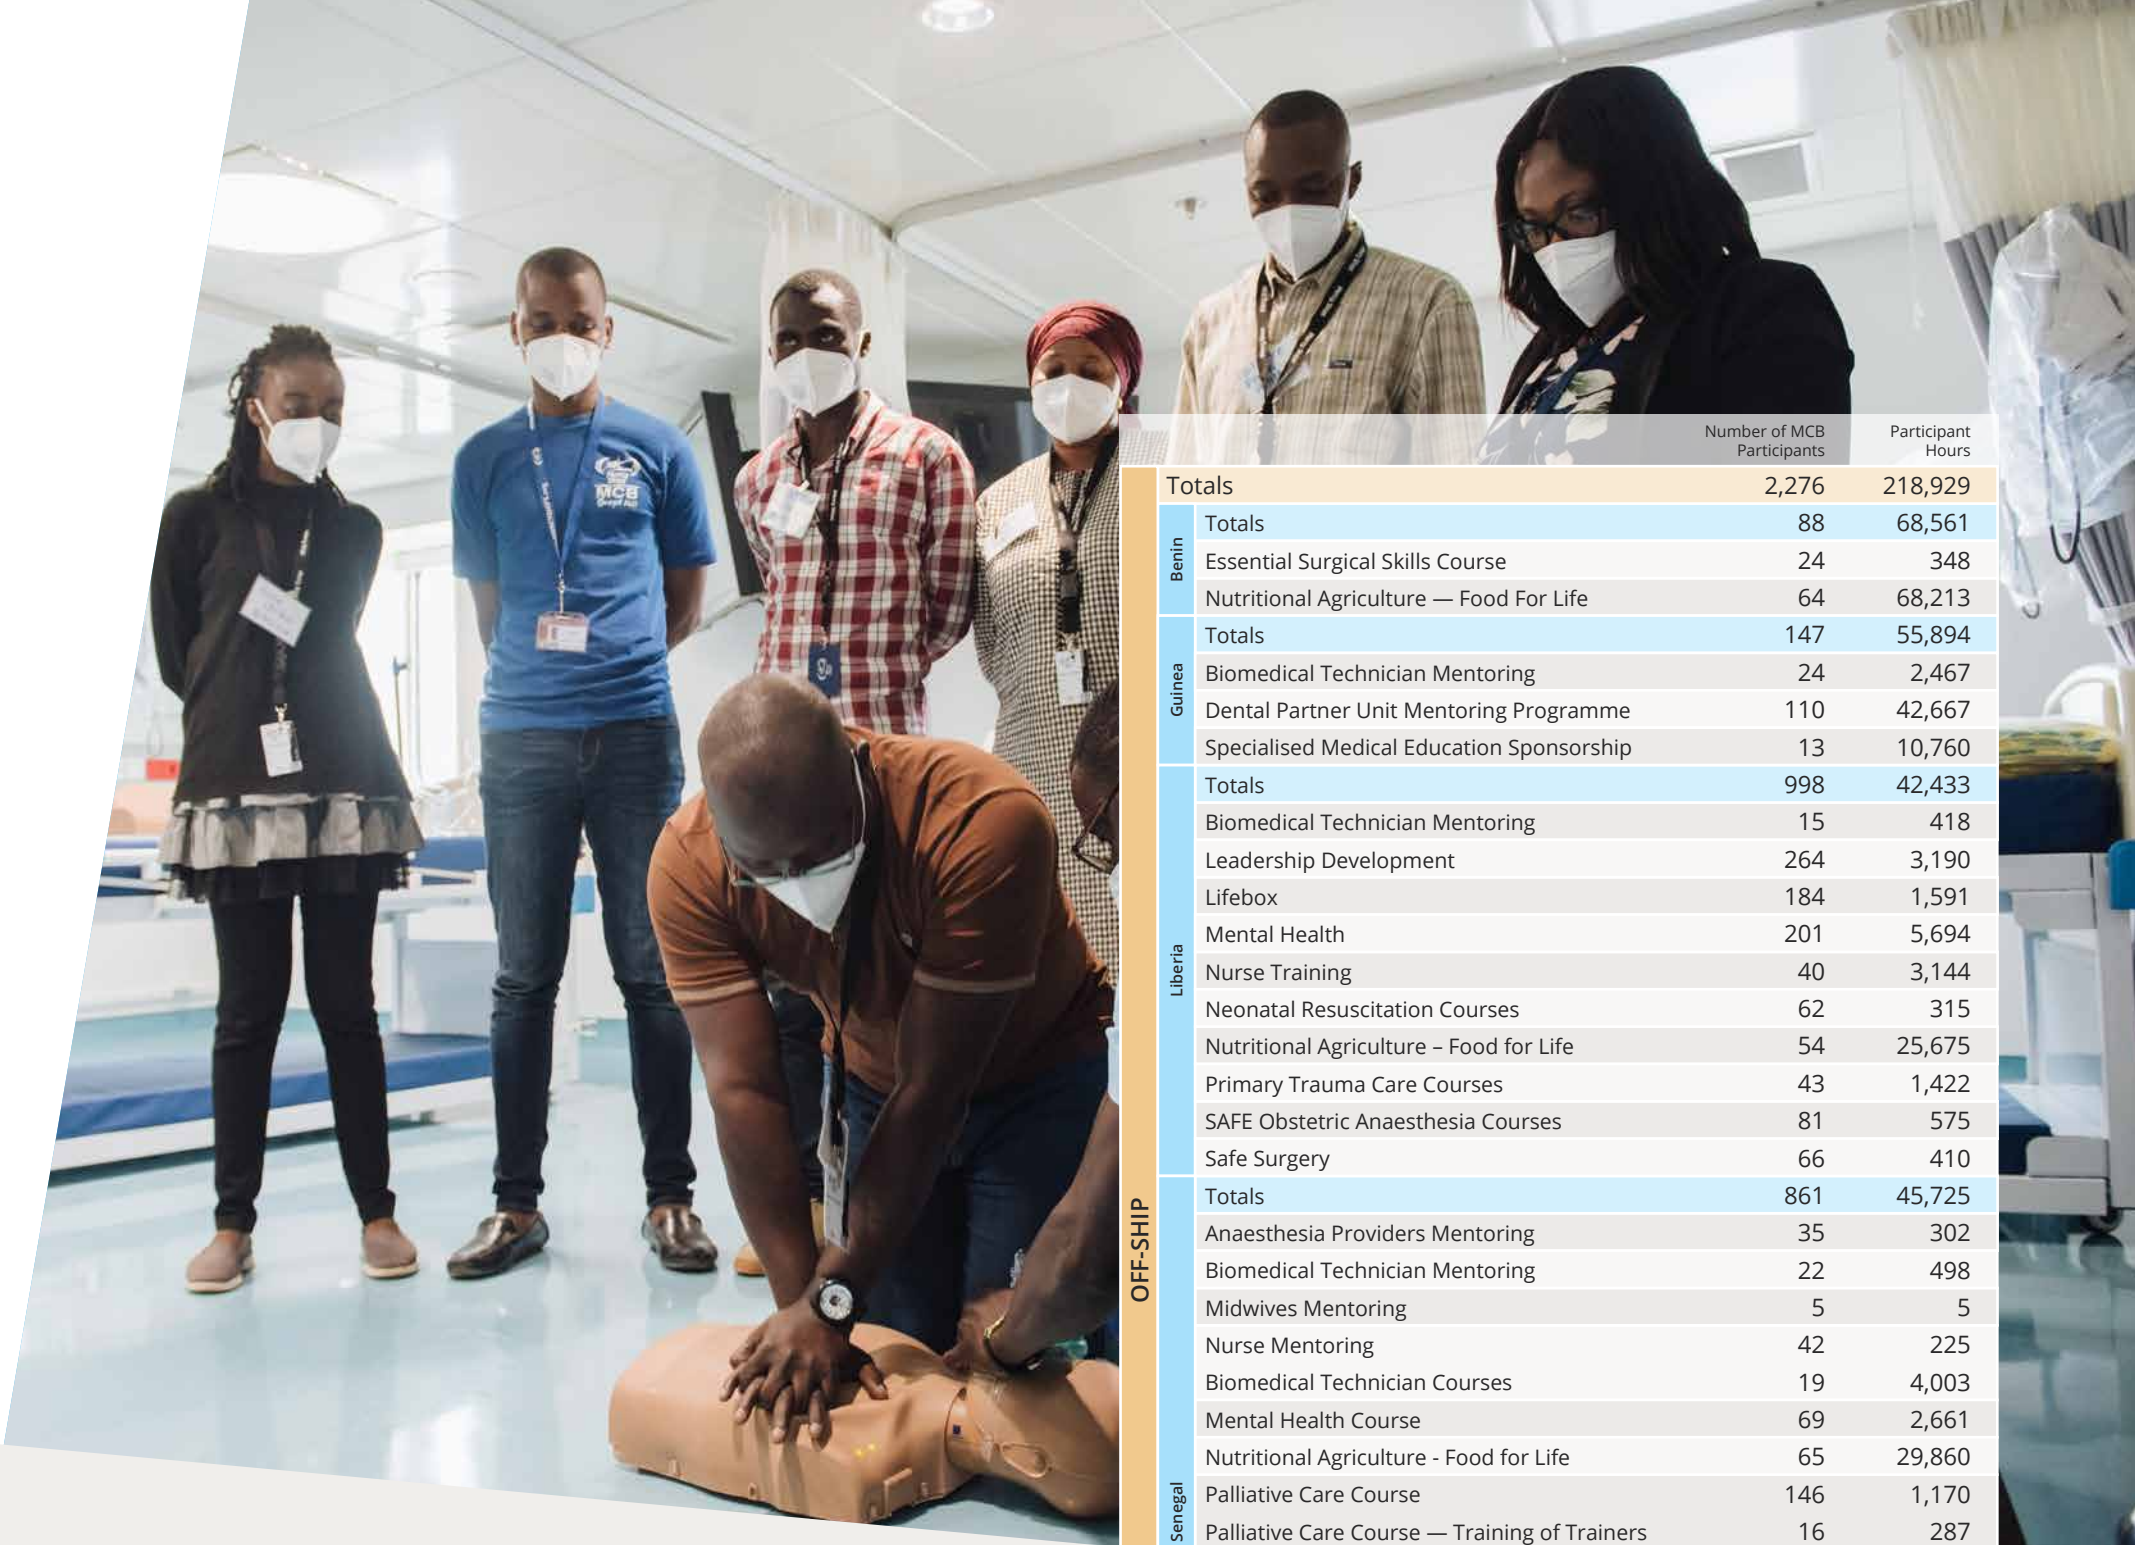 MCB
Number of MCB Participants
Participant Hours
OFF-SHIP
Totals 2,276 218,929
Benin
Totals 88 68,561
Essential Surgical Skills Course 24 348
Nutritional Agriculture — Food For Life 64 68,213
Guinea
Totals 147 55,894
Biomedical Technician Mentoring 24 2,467
Dental Partner Unit Mentoring Programme 110 42,667
Specialised Medical Education Sponsorship 13 10,760
Liberia
Totals 998 42,433
Biomedical Technician Mentoring 15 418
Leadership Development 264 3,190
Lifebox 184 1,591
Mental Health 201 5,694
Nurse Training 40 3,144
Neonatal Resuscitation Courses 62 315
Nutritional Agriculture – Food for Life 54 25,675
Primary Trauma Care Courses 43 1,422
SAFE Obstetric Anaesthesia Courses 81 575
Safe Surgery 66 410
Senegal
Totals 861 45,725
Anaesthesia Providers Mentoring 35 302
Biomedical Technician Mentoring 22 498
Midwives Mentoring 5 5
Nurse Mentoring 42 225
Biomedical Technician Courses 19 4,003
Mental Health Course 69 2,661
Nutritional Agriculture - Food for Life 65 29,860
Palliative Care Course 146 1,170
Palliative Care Course — Training of Trainers 16 287